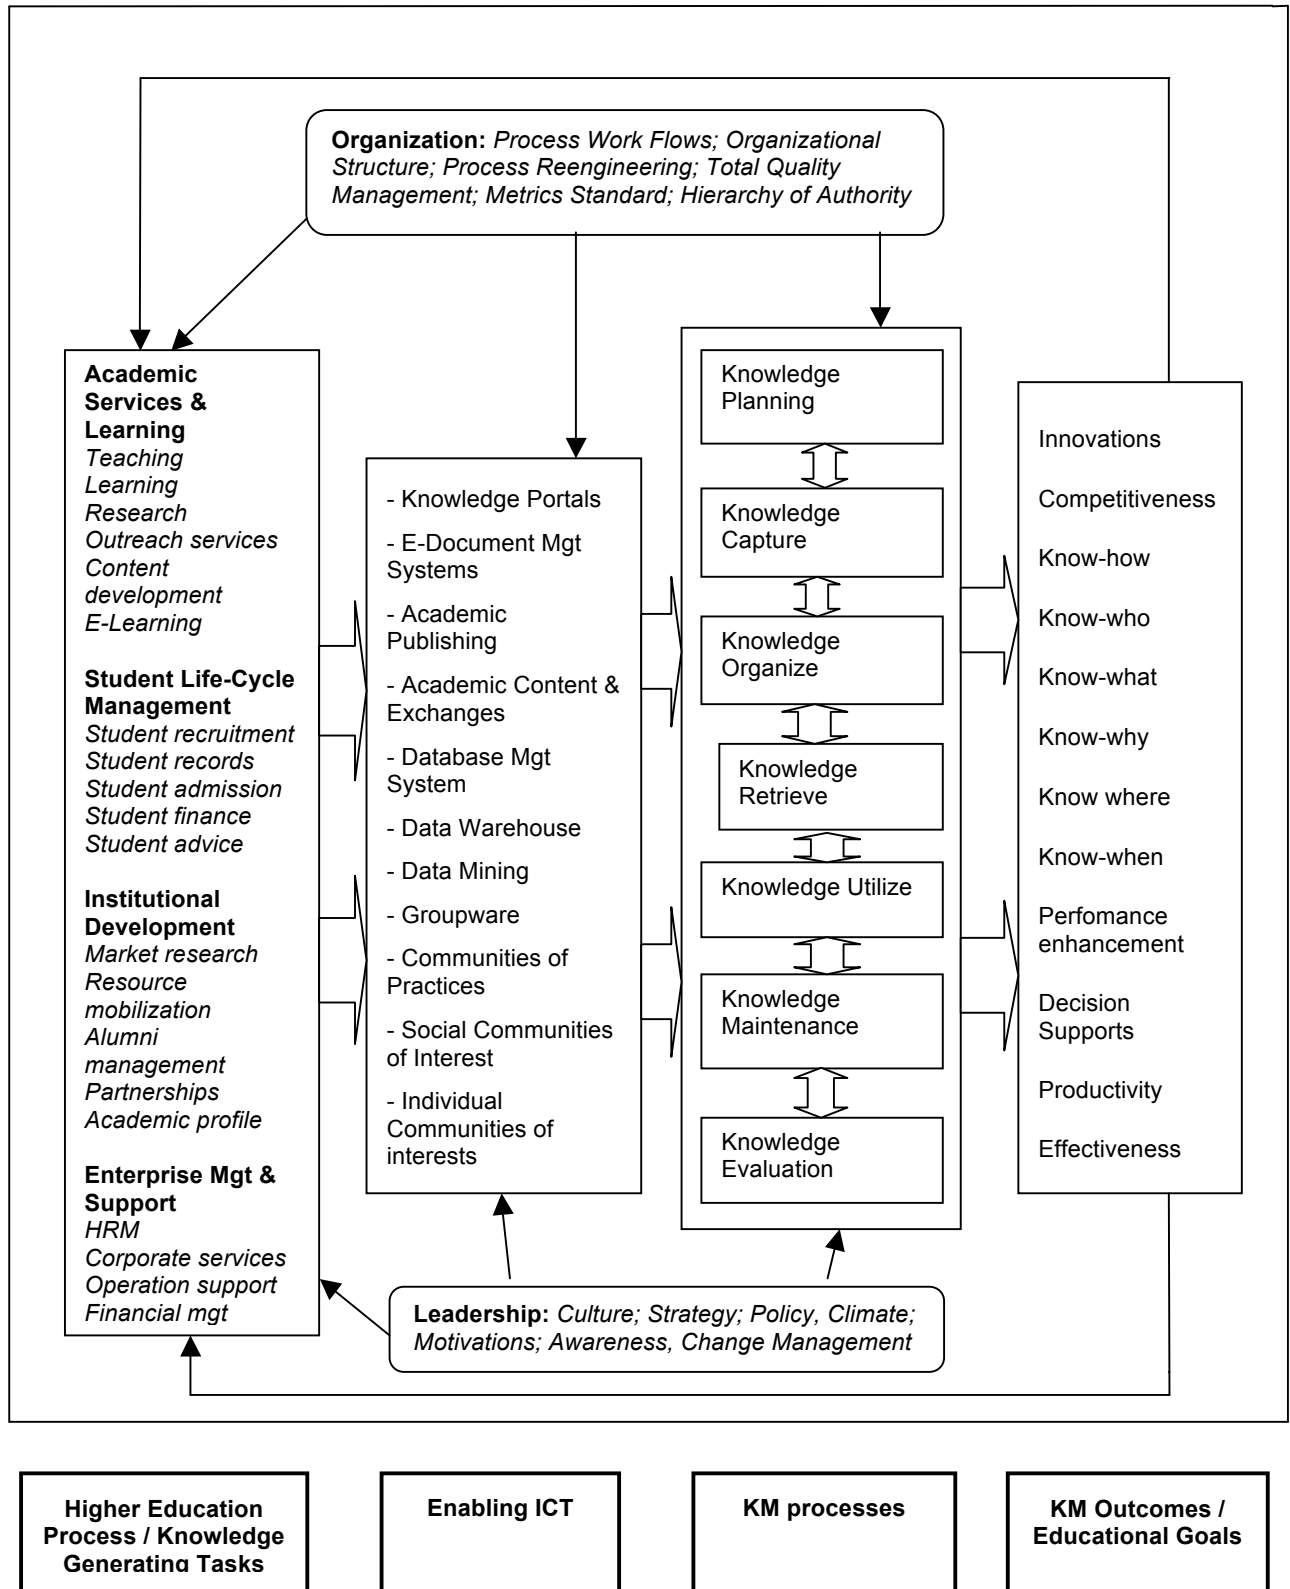 Organization: Process Work Flows; Organizational
Structure; Process Reengineering; Total Quality
Management; Metrics Standard; Hierarchy of Authority
Academic
Services &
Learning
Teaching
Learning
Research
Outreach services
Content
development
E-Learning
Student Life-Cycle
Management
Student recruitment
Student records
Student admission
Student finance
Student advice
Institutional
Development
Market research
Resource
mobilization
Alumni
management
Partnerships
Academic profile
Enterprise Mgt &
Support
HRM
Corporate services
Operation support
Financial mgt
- Knowledge Portals
- E-Document Mgt
Systems
- Academic
Publishing
- Academic Content &
Exchanges
- Database Mgt
System
- Data Warehouse
- Data Mining
- Groupware
- Communities of
Practices
- Social Communities
of Interest
- Individual
Communities of
interests
Knowledge
Planning
Knowledge
Capture
Knowledge
Organize
Knowledge
Retrieve
Knowledge Utilize
Knowledge
Maintenance
Knowledge
Evaluation
Innovations
Competitiveness
Know-how
Know-who
Know-what
Know-why
Know where
Know-when
Perfomance
enhancement
Decision
Supports
Productivity
Effectiveness
Leadership: Culture; Strategy; Policy, Climate;
Motivations; Awareness, Change Management
Higher Education
Process / Knowledge
Generating Tasks
Enabling ICT
KM processes
KM Outcomes /
Educational Goals